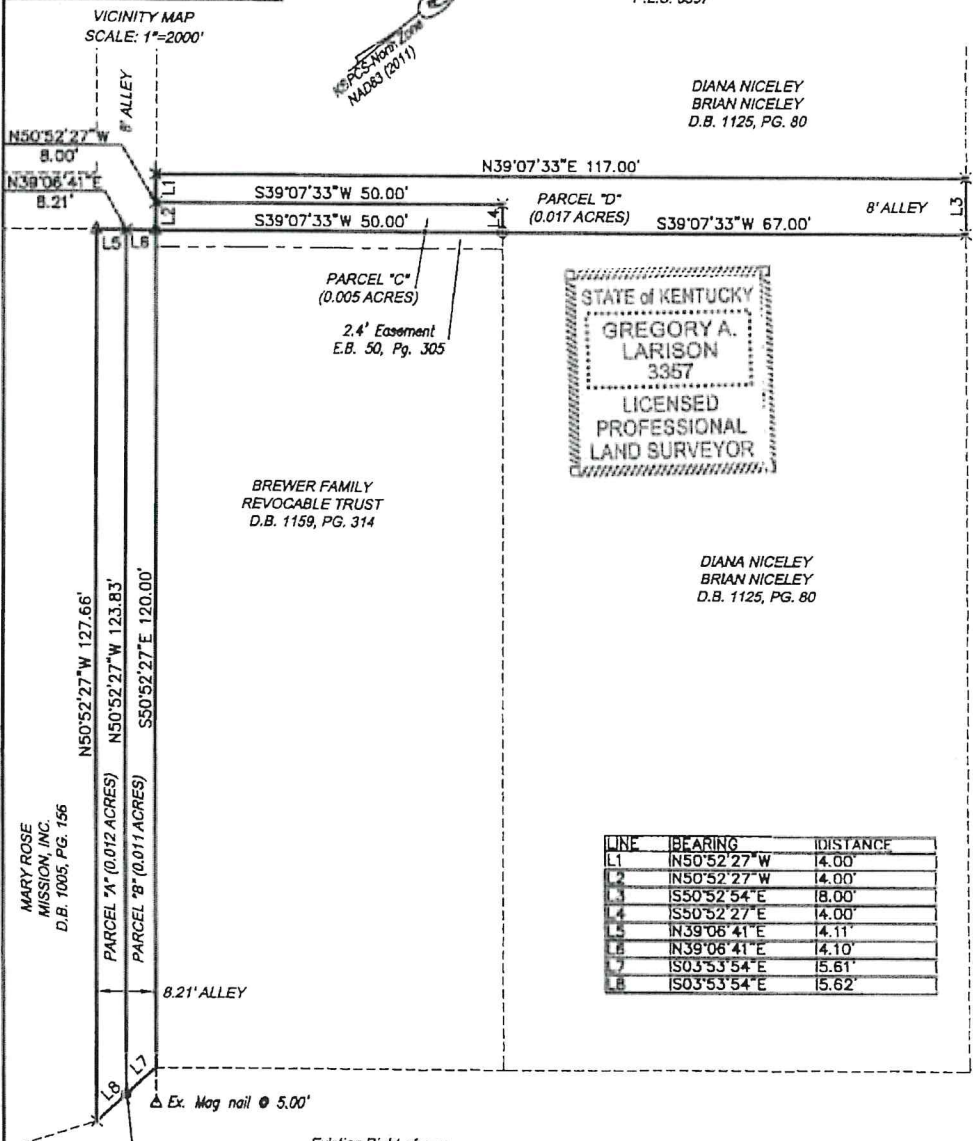 VICINITY MAP
SCALE: 1"=2000'
KSPCS-North Zone
NAD83 (2011)
8' ALLEY
DIANA NICELEY
BRIAN NICELEY
D.B. 1125, PG. 80
N50°52'27"W
8.00'
N39°06'41"E
8.21'
N39°07'33"E 117.00'
L1
S39°07'33"W 50.00'
L2
S39°07'33"W 50.00'
L4
PARCEL "D"
(0.017 ACRES)
8' ALLEY
L3
S39°07'33"W 67.00'
L5
L6
PARCEL "C"
(0.005 ACRES)
2.4' Easement
E.B. 50, Pg. 305
STATE of KENTUCKY
GREGORY A.
LARISON
3357
LICENSED
PROFESSIONAL
LAND SURVEYOR
BREWER FAMILY
REVOCABLE TRUST
D.B. 1159, PG. 314
DIANA NICELEY
BRIAN NICELEY
D.B. 1125, PG. 80
N50°52'27"W 127.66'
N50°52'27"W 123.83'
S50°52'27"E 120.00'
MARY ROSE
MISSION, INC.
D.B. 1005, PG. 156
PARCEL "A" (0.012 ACRES)
PARCEL "B" (0.011 ACRES)
8.21' ALLEY
LINE BEARING DISTANCE
L1 N50°52'27"W 4.00'
L2 N50°52'27"W 4.00'
L3 S50°52'54"E 8.00'
L4 S50°52'27"E 4.00'
L5 N39°06'41"E 4.11'
L6 N39°06'41"E 4.10'
L7 S03°53'54"E 5.61'
L8 S03°53'54"E 5.62'
L7
L8
Ex. Mag nail @ 5.00'